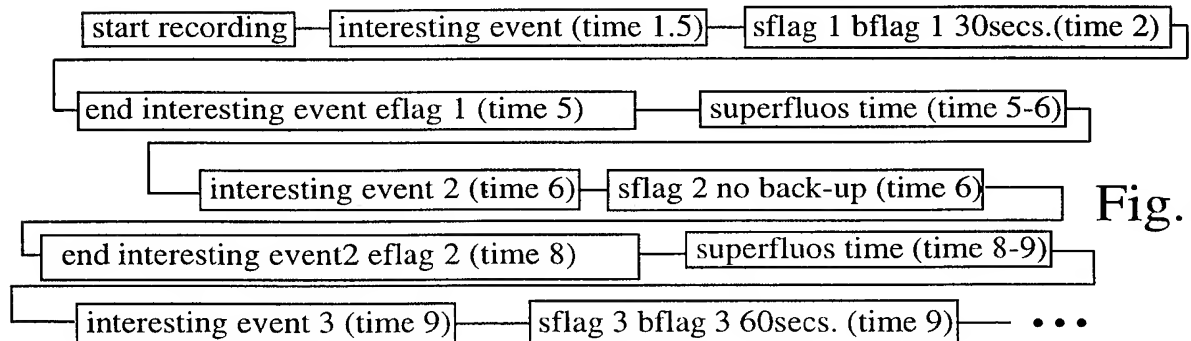 start recording interesting event (time 1.5) sflag 1 bflag 1 30secs.(time 2)
end interesting event eflag 1 (time 5) superfluos time (time 5-6)
interesting event 2 (time 6) sflag 2 no back-up (time 6)
Fig.
end interesting event2 eflag 2 (time 8) superfluos time (time 8-9)
interesting event 3 (time 9) sflag 3 bflag 3 60secs. (time 9) •••